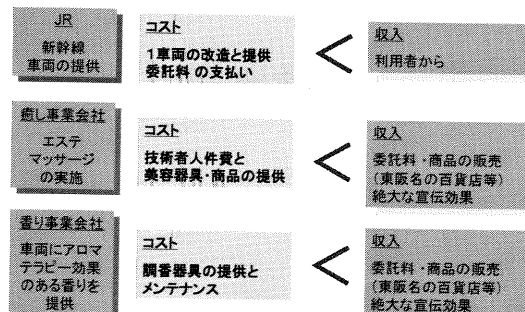 JR
新幹線
車両の提供
コスト
1車両の改造と提供
委託料 の支払い
<
収入
利用者から
癒し事業会社
エステ
マッサージ
の実施
コスト
技術者人件費と
美容器具・商品の提供
<
収入
委託料・商品の販売
(東阪名の百貨店等)
絶大な宣伝効果
香り事業会社
車両にアロマ
テラピー効果
のある香りを
提供
コスト
調香器具の提供と
メンテナンス
<
収入
委託料・商品の販売
(東阪名の百貨店等)
絶大な宣伝効果